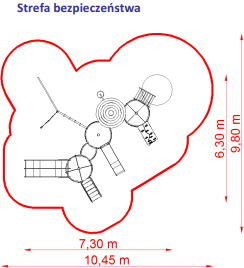 Strefa bezpieczeństwa
6,30 m
9,80 m
7,30 m
10,45 m